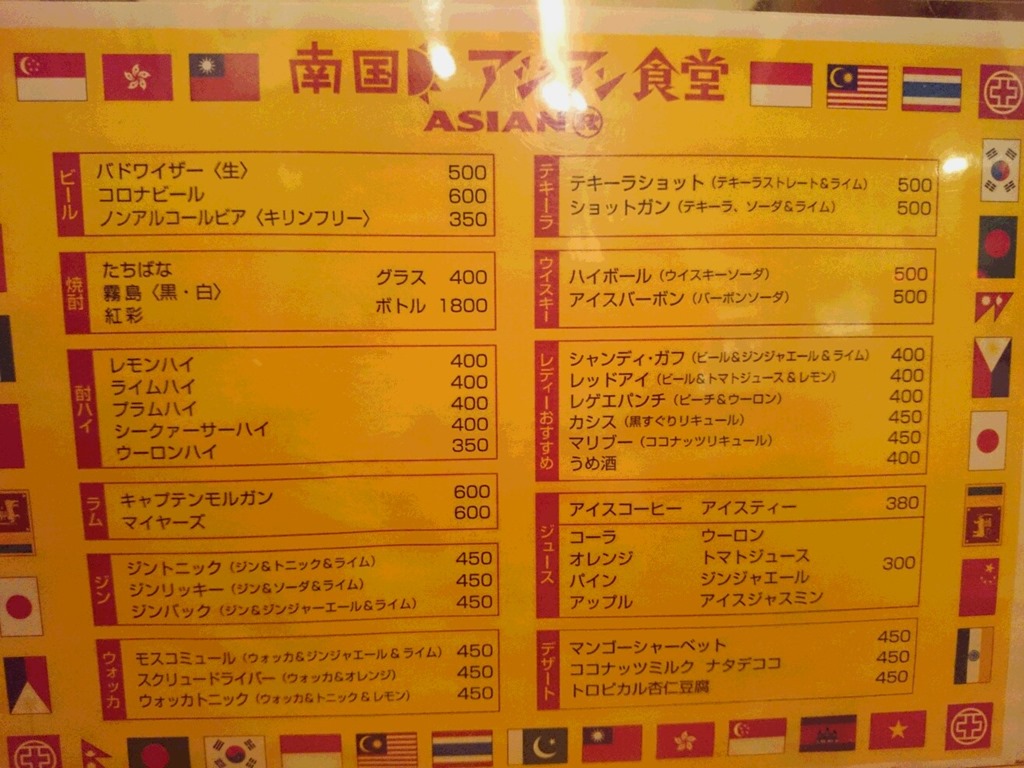 南国 アジアン食堂
ASIAN
ビール
バドワイザー〈生〉 500
コロナビール 600
ノンアルコールビア〈キリンフリー〉 350
焼酎
たちばな
霧島〈黒・白〉
紅彩
グラス 400
ボトル 1800
酎ハイ
レモンハイ 400
ライムハイ 400
プラムハイ 400
シークァーサーハイ 400
ウーロンハイ 350
ラム
キャプテンモルガン 600
マイヤーズ 600
ジン
ジントニック（ジン&トニック&ライム） 450
ジンリッキー（ジン&ソーダ&ライム） 450
ジンバック（ジン&ジンジャーエール&ライム） 450
ウォッカ
モスコミュール（ウォッカ&ジンジャエール&ライム） 450
スクリュードライバー（ウォッカ&オレンジ） 450
ウォッカトニック（ウォッカ&トニック&レモン） 450
テキーラ
テキーラショット（テキーラストレート&ライム） 500
ショットガン（テキーラ、ソーダ&ライム） 500
ウイスキー
ハイボール（ウイスキーソーダ） 500
アイスバーボン（バーボンソーダ） 500
レディーおすすめ
シャンディ・ガフ（ビール&ジンジャエール&ライム） 400
レッドアイ（ビール&トマトジュース&レモン） 400
レゲエパンチ（ピーチ&ウーロン） 400
カシス（黒すぐりリキュール） 450
マリブー（ココナッツリキュール） 450
うめ酒 400
ジュース
アイスコーヒー アイスティー 380
コーラ ウーロン
オレンジ トマトジュース
パイン ジンジャエール
アップル アイスジャスミン
300
デザート
マンゴーシャーベット 450
ココナッツミルク ナタデココ 450
トロピカル杏仁豆腐 450